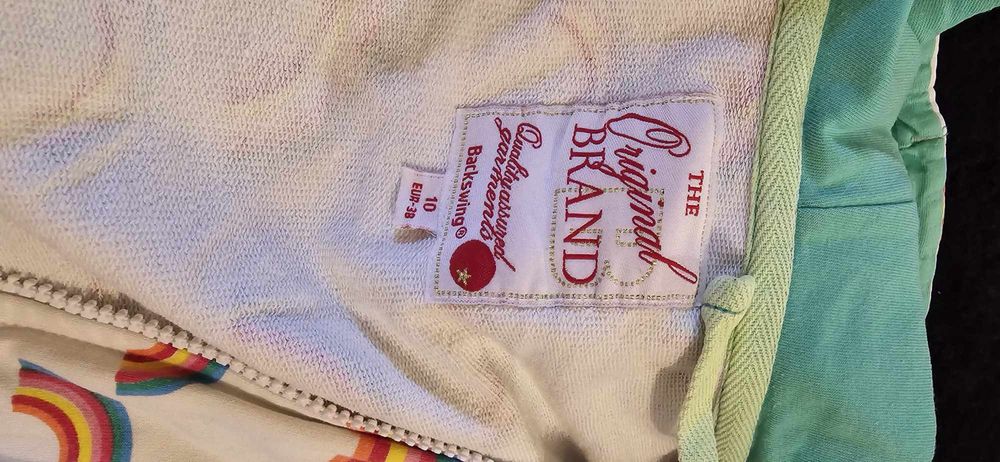 THE
Original
BRAND
Qualityassured
garments
Backswing®
10
EUR-38